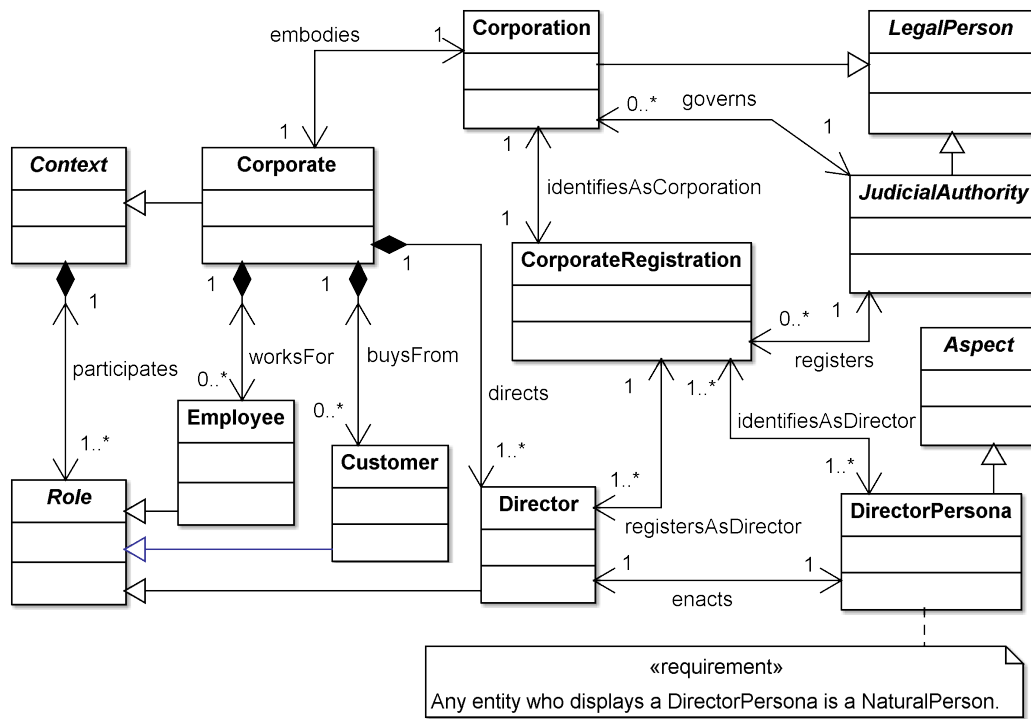 embodies
1
Corporation
LegalPerson
0..*
governs
1
1
1
Context
Corporate
identifiesAsCorporation
JudicialAuthority
1
CorporateRegistration
1
1
1
1
0..*
1
registers
Aspect
participates
worksFor
buysFrom
directs
1
1..*
identifiesAsDirector
0..*
0..*
Employee
Customer
1..*
1..*
1..*
1..*
Role
Director
registersAsDirector
DirectorPersona
1
1
enacts
«requirement»
Any entity who displays a DirectorPersona is a NaturalPerson.